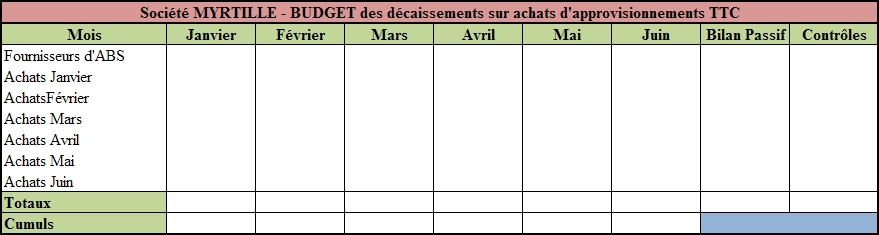 Société MYRTILLE - BUDGET des décaissements sur achats d'approvisionnements TTC
Mois Janvier Février Mars Avril Mai Juin Bilan Passif Contrôles
Fournisseurs d'ABS
Achats Janvier
AchatsFévrier
Achats Mars
Achats Avril
Achats Mai
Achats Juin
Totaux
Cumuls